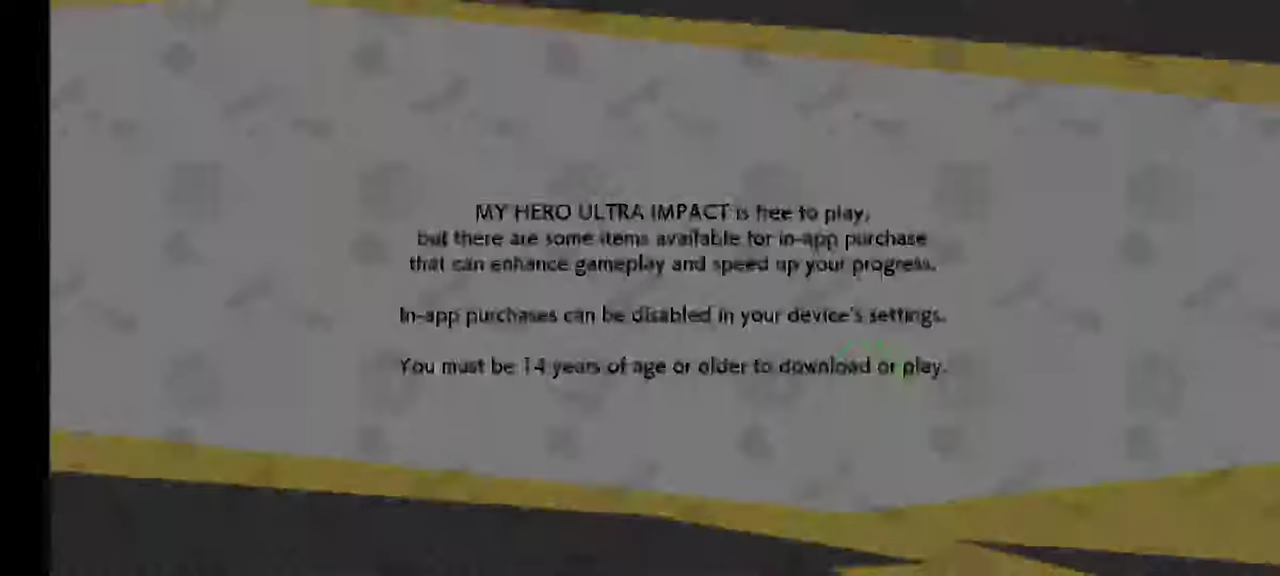 MY HERO ULTRA IMPACT is free to play,
but there are some items available for in-app purchase
that can enhance gameplay and speed up your progress.
In-app purchases can be disabled in your device's settings.
You must be 14 years of age or older to download or play.